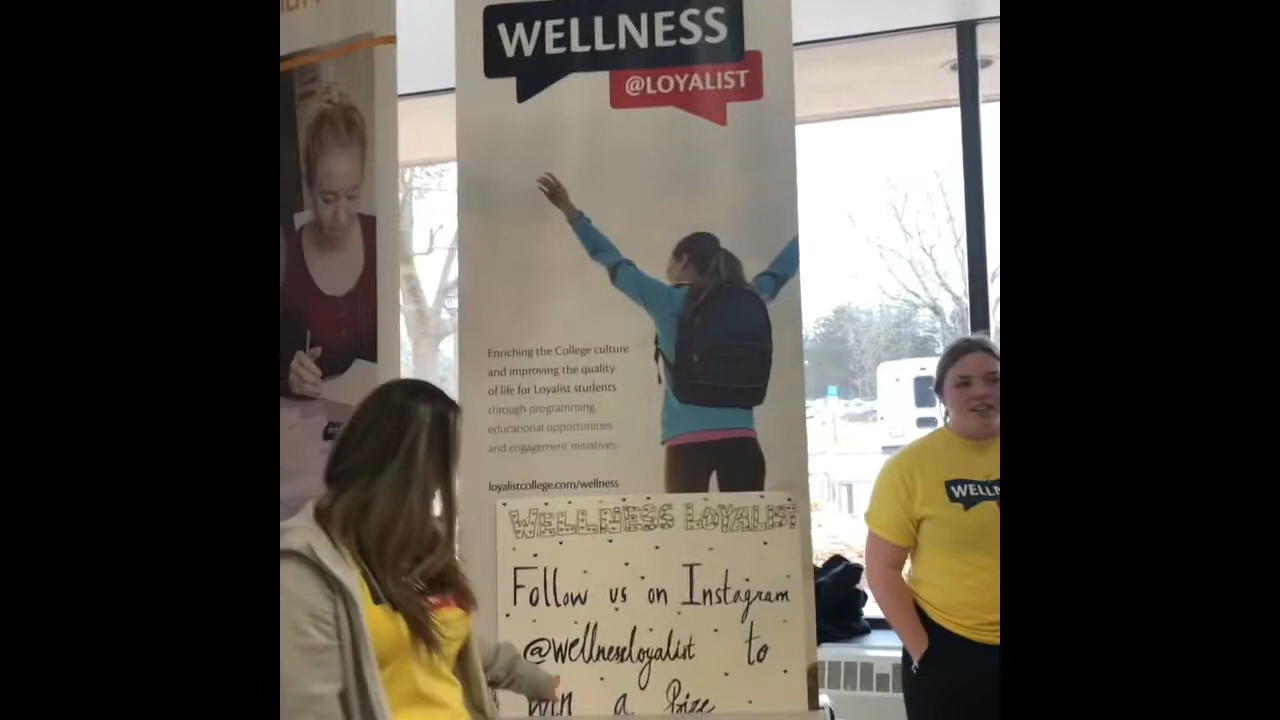 WELLNESS
@LOYALIST
Enriching the College culture
and improving the quality
of life for Loyalist students
through programming,
educational opportunities
and engagement initiatives.
loyalistcollege.com/wellness
WELLNESS LOYALIST
Follow us on Instagram
@wellnessloyalist to
win a Prize